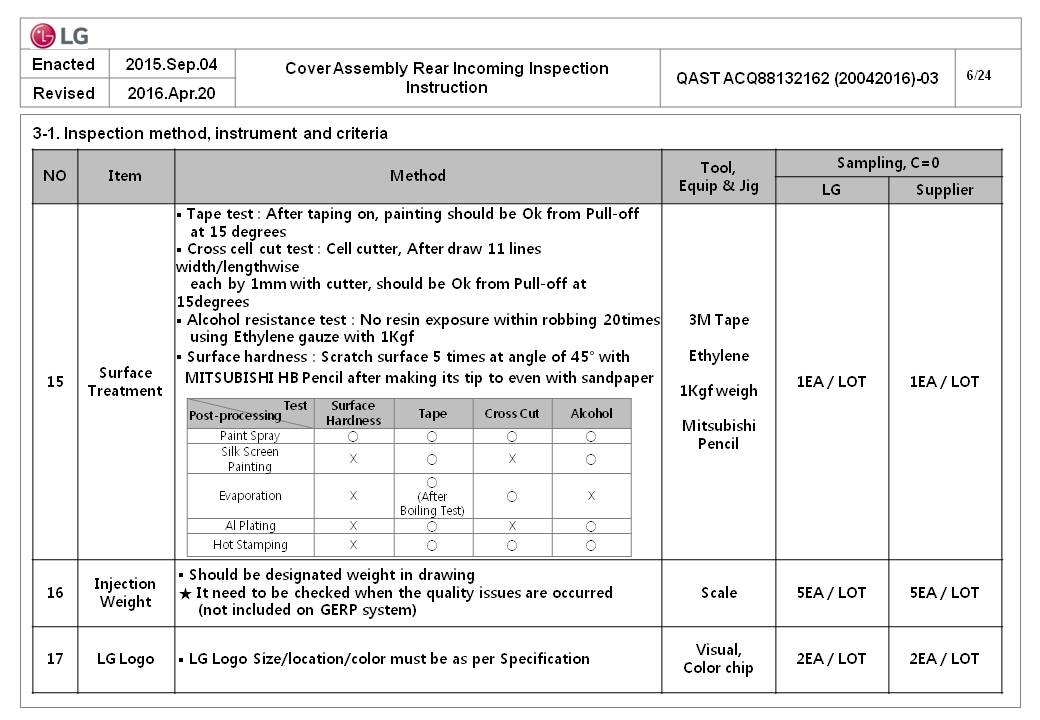 LG
Enacted 2015.Sep.04
Cover Assembly Rear Incoming Inspection
Instruction
QAST ACQ88132162 (20042016)-03
6/24
Revised 2016.Apr.20
3-1. Inspection method, instrument and criteria
NO Item Method Tool,
Equip & Jig
Sampling, C=0
LG Supplier
15
Surface
Treatment
▪ Tape test : After taping on, painting should be Ok from Pull-off
at 15 degrees
▪ Cross cell cut test : Cell cutter, After draw 11 lines
width/lengthwise
each by 1mm with cutter, should be Ok from Pull-off at
15degrees
▪ Alcohol resistance test : No resin exposure within robbing 20times
using Ethylene gauze with 1Kgf
▪ Surface hardness : Scratch surface 5 times at angle of 45° with
MITSUBISHI HB Pencil after making its tip to even with sandpaper
Test
Post-processing
Surface
Hardness
Tape Cross Cut Alcohol
Paint Spray ○ ○ ○ ○
Silk Screen
Painting
X ○ X ○
Evaporation X ○
(After
Boiling Test)
○ X
Al Plating X ○ X ○
Hot Stamping X ○ ○ ○
3M Tape
Ethylene
1Kgf weigh
Mitsubishi
Pencil
1EA / LOT 1EA / LOT
16
Injection
Weight
▪ Should be designated weight in drawing
★ It need to be checked when the quality issues are occurred
(not included on GERP system)
Scale 5EA / LOT 5EA / LOT
17 LG Logo ▪ LG Logo Size/location/color must be as per Specification
Visual,
Color chip
2EA / LOT 2EA / LOT